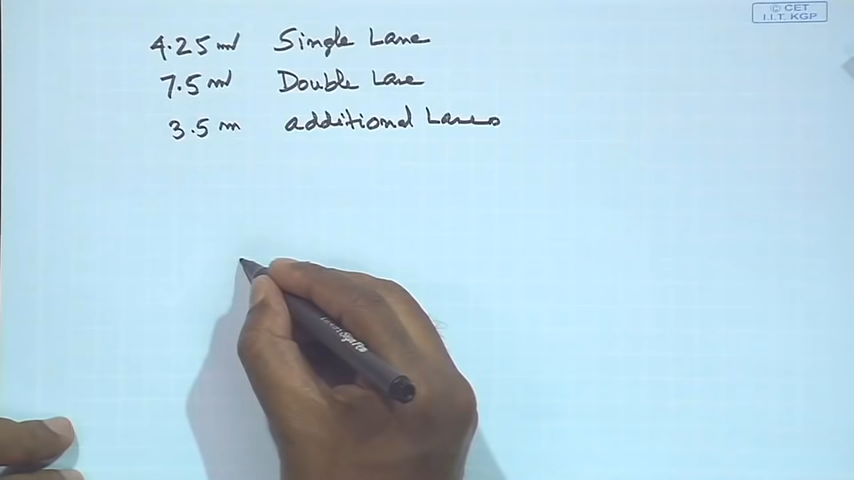 © CET
I.I.T. KGP
4.25 m Single Lane
7.5 m Double Lane
3.5 m additional Lanes